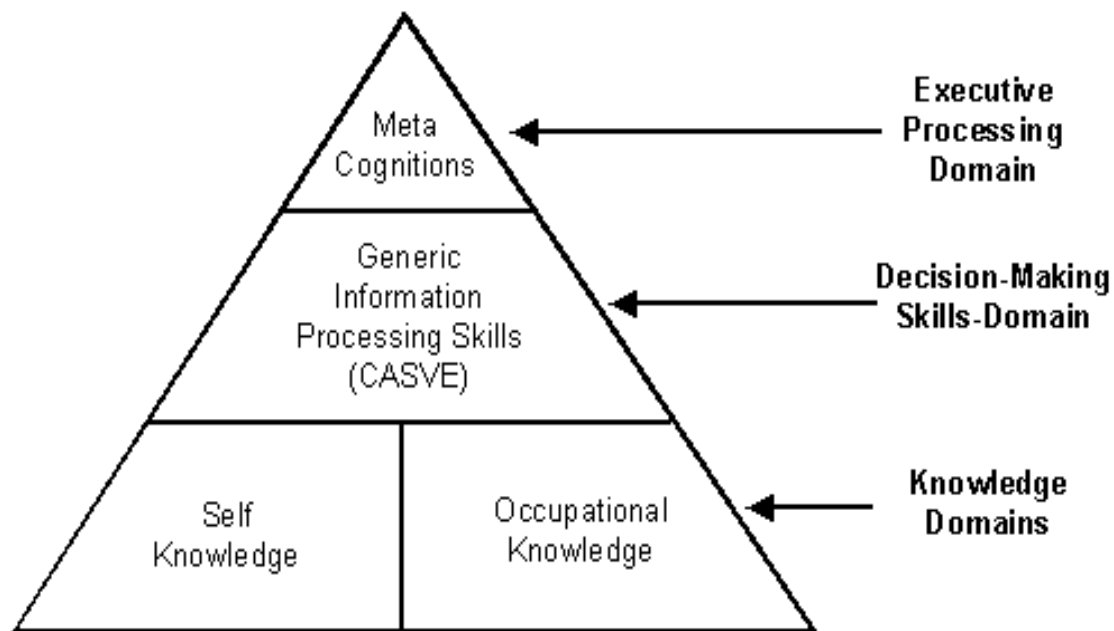 Meta
Cognitions
Executive
Processing
Domain
Generic
Information
Processing Skills
(CASVE)
Decision-Making
Skills-Domain
Self
Knowledge
Occupational
Knowledge
Knowledge
Domains